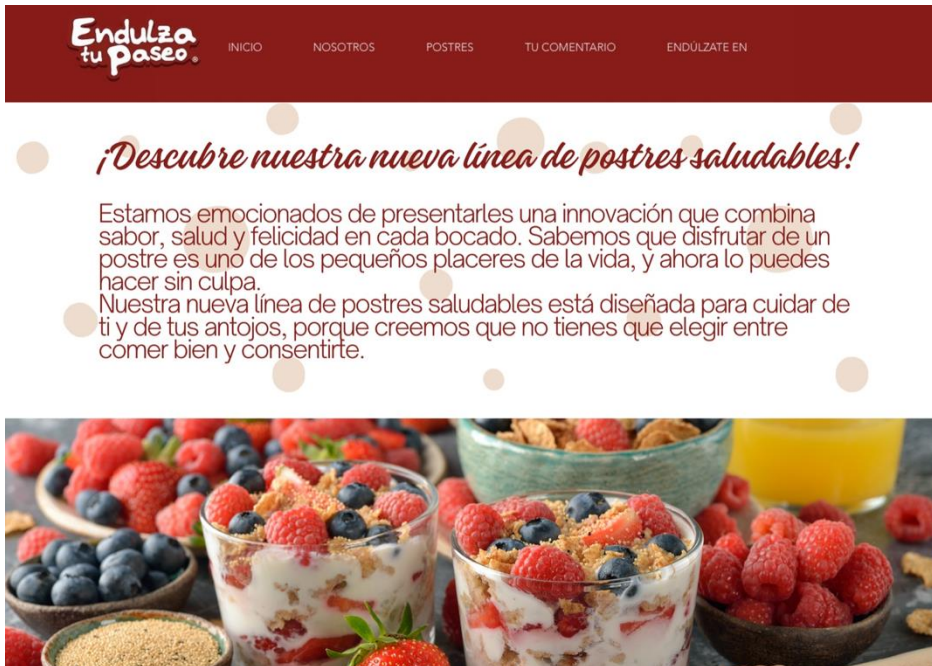 Endulza
tu Paseo ®
INICIO NOSOTROS POSTRES TU COMENTARIO ENDÚLZATE EN
¡Descubre nuestra nueva línea de postres saludables!
Estamos emocionados de presentarles una innovación que combina
sabor, salud y felicidad en cada bocado. Sabemos que disfrutar de un
postre es uno de los pequeños placeres de la vida, y ahora lo puedes
hacer sin culpa.
Nuestra nueva línea de postres saludables está diseñada para cuidar de
ti y de tus antojos, porque creemos que no tienes que elegir entre
comer bien y consentirte.